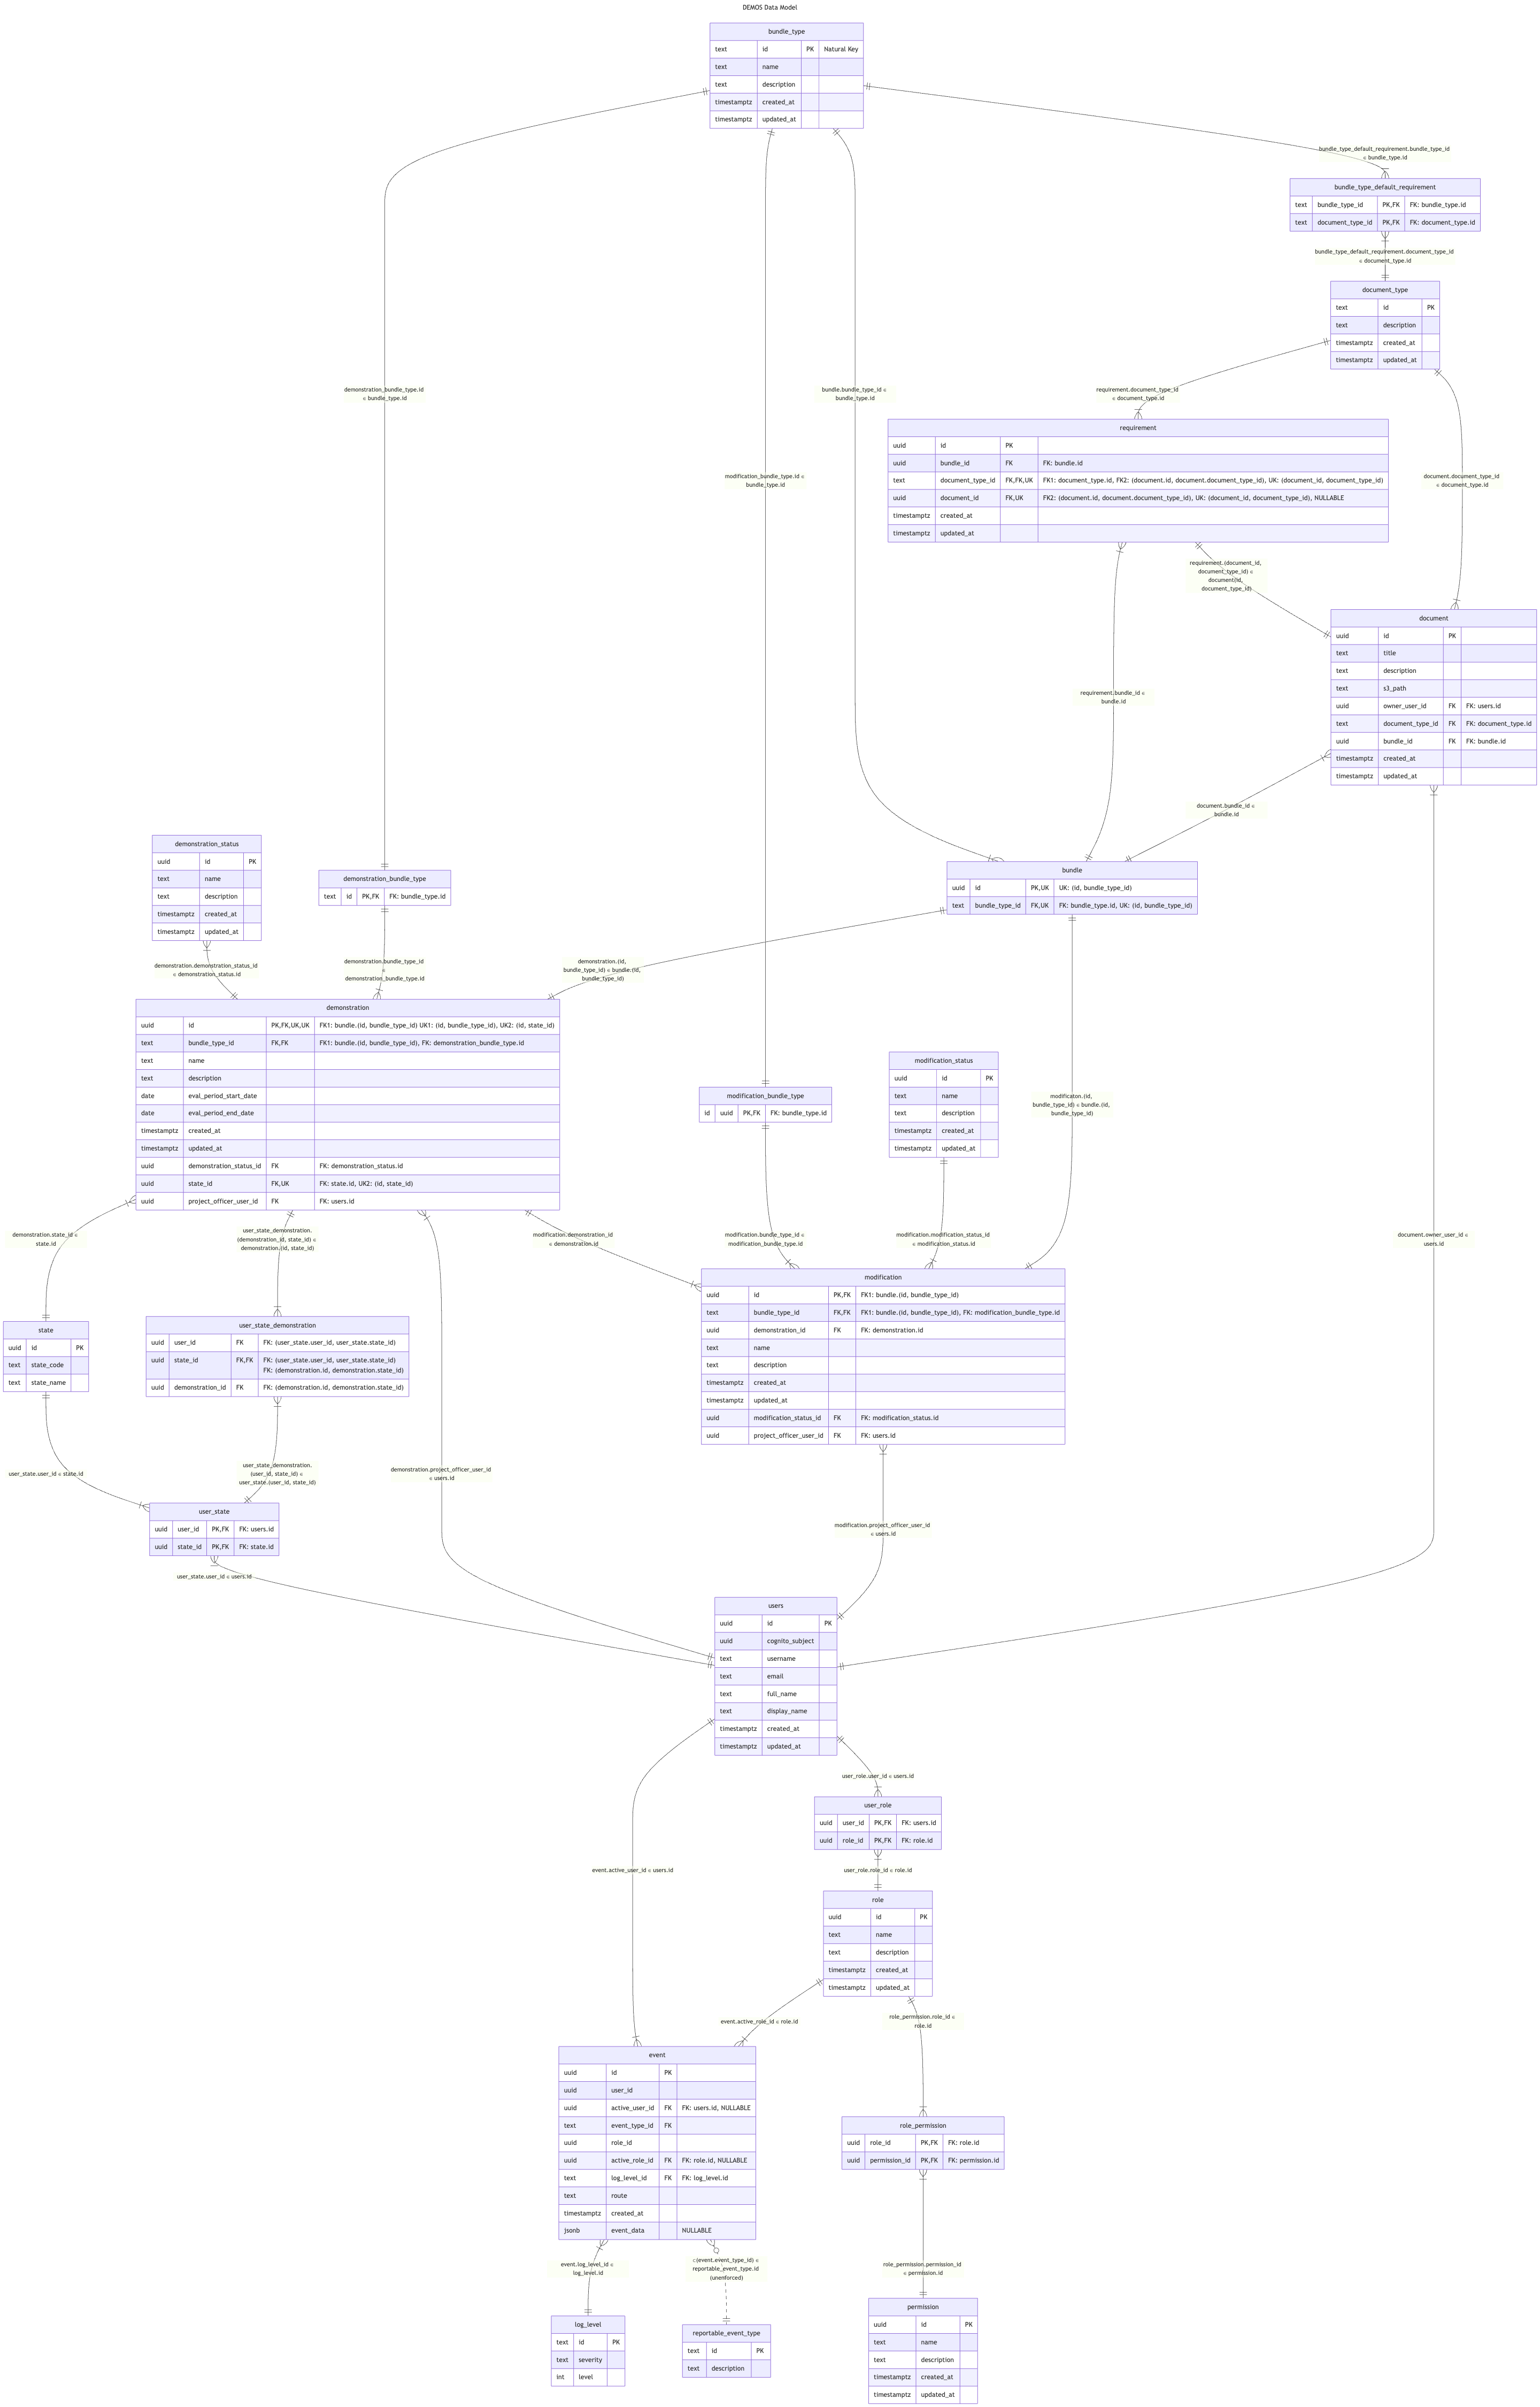 DEMOS Data Model
bundle_type
text id PK Natural Key
text name
text description
timestamptz created_at
timestamptz updated_at
bundle_type_default_requirement.bundle_type_id
∈ bundle_type.id
bundle_type_default_requirement
text bundle_type_id PK,FK FK: bundle_type.id
text document_type_id PK,FK FK: document_type.id
bundle_type_default_requirement.document_type_id
∈ document_type.id
document_type
text id PK
text description
timestamptz created_at
timestamptz updated_at
demonstration_bundle_type.id
∈ bundle_type.id
bundle.bundle_type_id ∈
bundle_type.id
requirement.document_type_id
∈ document_type.id
requirement
uuid id PK
uuid bundle_id FK FK: bundle.id
text document_type_id FK,FK,UK FK1: document_type.id, FK2: (document.id, document.document_type_id), UK: (document_id, document_type_id)
uuid document_id FK,UK FK2: (document.id, document.document_type_id), UK: (document_id, document_type_id), NULLABLE
timestamptz created_at
timestamptz updated_at
modification_bundle_type.id ∈
bundle_type.id
document.document_type_id
∈ document_type.id
requirement.(document_id,
document_type_id) ∈
document(id,
document_type_id)
document
uuid id PK
text title
text description
text s3_path
uuid owner_user_id FK FK: users.id
text document_type_id FK FK: document_type.id
uuid bundle_id FK FK: bundle.id
timestamptz created_at
timestamptz updated_at
requirement.bundle_id ∈
bundle.id
document.bundle_id ∈
bundle.id
demonstration_status
uuid id PK
text name
text description
timestamptz created_at
timestamptz updated_at
demonstration_bundle_type
text id PK,FK FK: bundle_type.id
bundle
uuid id PK,UK UK: (id, bundle_type_id)
text bundle_type_id FK,UK FK: bundle_type.id, UK: (id, bundle_type_id)
demonstration.demonstration_status_id
∈ demonstration_status.id
demonstration.bundle_type_id
∈
demonstration_bundle_type.id
demonstration.(id,
bundle_type_id) ∈ bundle.(id,
bundle_type_id)
demonstration
uuid id PK,FK,UK,UK FK1: bundle.(id, bundle_type_id) UK1: (id, bundle_type_id), UK2: (id, state_id)
text bundle_type_id FK,FK FK1: bundle.(id, bundle_type_id), FK: demonstration_bundle_type.id
text name
text description
date eval_period_start_date
date eval_period_end_date
timestamptz created_at
timestamptz updated_at
uuid demonstration_status_id FK FK: demonstration_status.id
uuid state_id FK,UK FK: state.id, UK2: (id, state_id)
uuid project_officer_user_id FK FK: users.id
modification_bundle_type
id uuid PK,FK FK: bundle_type.id
modification_status
uuid id PK
text name
text description
timestamptz created_at
timestamptz updated_at
modificaton.(id,
bundle_type_id) ∈ bundle.(id,
bundle_type_id)
demonstration.state_id ∈
state.id
user_state_demonstration.
(demonstration_id, state_id) ∈
demonstration.(id, state_id)
modification.demonstration_id
∈ demonstration.id
modification.bundle_type_id ∈
modification_bundle_type.id
modification.modification_status_id
∈ modification_status.id
document.owner_user_id ∈
users.id
state
uuid id PK
text state_code
text state_name
user_state_demonstration
uuid user_id FK FK: (user_state.user_id, user_state.state_id)
uuid state_id FK,FK FK: (user_state.user_id, user_state.state_id)
FK: (demonstration.id, demonstration.state_id)
uuid demonstration_id FK FK: (demonstration.id, demonstration.state_id)
modification
uuid id PK,FK FK1: bundle.(id, bundle_type_id)
text bundle_type_id FK,FK FK1: bundle.(id, bundle_type_id), FK: modification_bundle_type.id
uuid demonstration_id FK FK: demonstration.id
text name
text description
timestamptz created_at
timestamptz updated_at
uuid modification_status_id FK FK: modification_status.id
uuid project_officer_user_id FK FK: users.id
user_state.user_id ∈ state.id
user_state_demonstration.
(user_id, state_id) ∈
user_state.(user_id, state_id)
demonstration.project_officer_user_id
∈ users.id
user_state
uuid user_id PK,FK FK: users.id
uuid state_id PK,FK FK: state.id
modification.project_officer_user_id
∈ users.id
user_state.user_id ∈ users.id
users
uuid id PK
uuid cognito_subject
text username
text email
text full_name
text display_name
timestamptz created_at
timestamptz updated_at
user_role.user_id ∈ users.id
user_role
uuid user_id PK,FK FK: users.id
uuid role_id PK,FK FK: role.id
event.active_user_id ∈ users.id
user_role.role_id ∈ role.id
role
uuid id PK
text name
text description
timestamptz created_at
timestamptz updated_at
event.active_role_id ∈ role.id
role_permission.role_id ∈
role.id
event
uuid id PK
uuid user_id
uuid active_user_id FK FK: users.id, NULLABLE
text event_type_id FK
uuid role_id
uuid active_role_id FK FK: role.id, NULLABLE
text log_level_id FK FK: log_level.id
text route
timestamptz created_at
jsonb event_data NULLABLE
role_permission
uuid role_id PK,FK FK: role.id
uuid permission_id PK,FK FK: permission.id
event.log_level_id ∈
log_level.id
(event.event_type_id) ∈
reportable_event_type.id
(unenforced)
role_permission.permission_id
∈ permission.id
log_level
text id PK
text severity
int level
reportable_event_type
text id PK
text description
permission
uuid id PK
text name
text description
timestamptz created_at
timestamptz updated_at